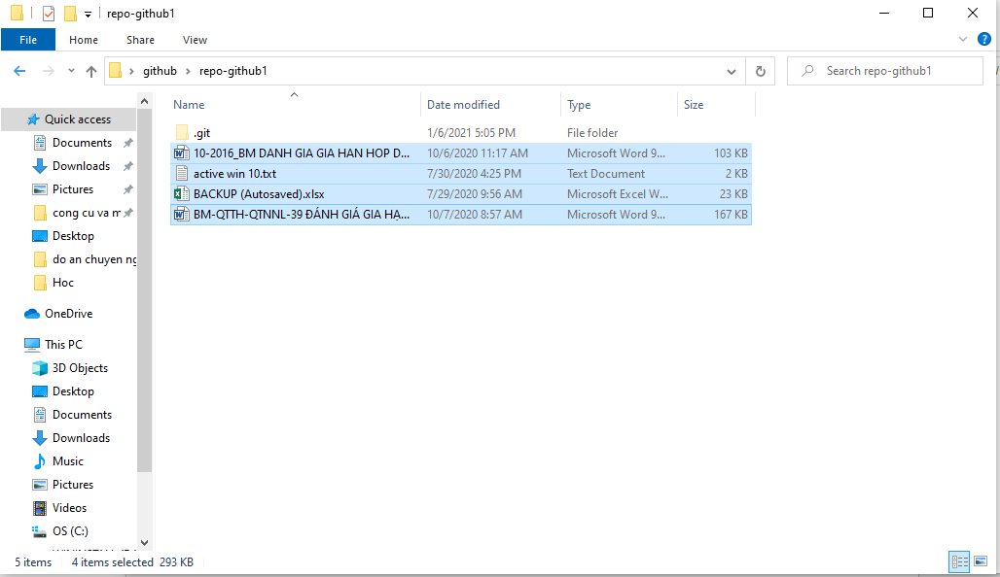 repo-github1
File Home Share View
github repo-github1 Search repo-github1
Name Date modified Type Size
.git 1/6/2021 5:05 PM File folder
10-2016_BM DANH GIA GIA HAN HOP D... 10/6/2020 11:17 AM Microsoft Word 9... 103 KB
active win 10.txt 7/30/2020 4:25 PM Text Document 2 KB
BACKUP (Autosaved).xlsx 7/29/2020 9:56 AM Microsoft Excel W... 23 KB
BM-QTTH-QTNNL-39 ĐÁNH GIÁ GIA HẠ... 10/7/2020 8:57 AM Microsoft Word 9... 167 KB
Quick access
Documents
Downloads
Pictures
cong cu va m
Desktop
do an chuyen ng
Hoc
OneDrive
This PC
3D Objects
Desktop
Documents
Downloads
Music
Pictures
Videos
OS (C:)
5 items 4 items selected 293 KB